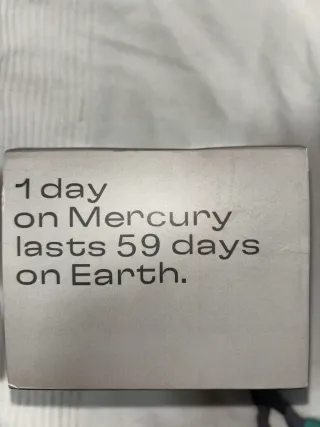 1 day
on Mercury
lasts 59 days
on Earth.